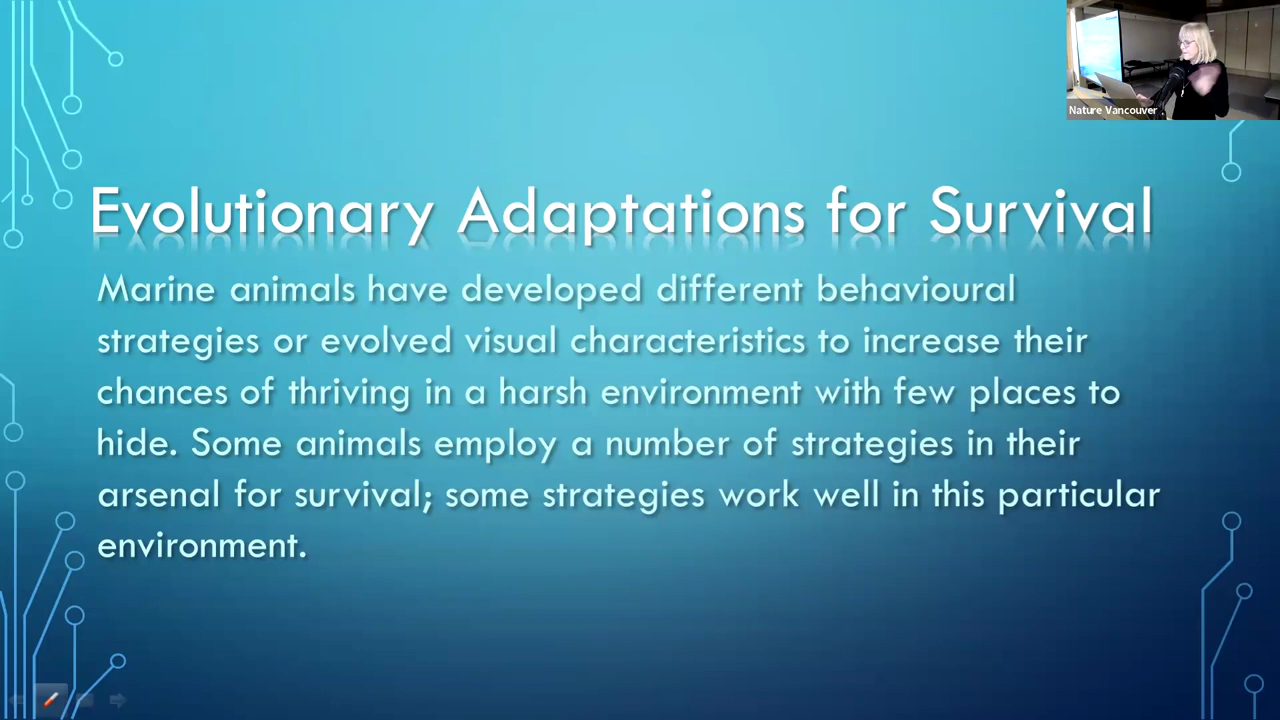 Nature Vancouver
Evolutionary Adaptations for Survival
Marine animals have developed different behavioural
strategies or evolved visual characteristics to increase their
chances of thriving in a harsh environment with few places to
hide. Some animals employ a number of strategies in their
arsenal for survival; some strategies work well in this particular
environment.